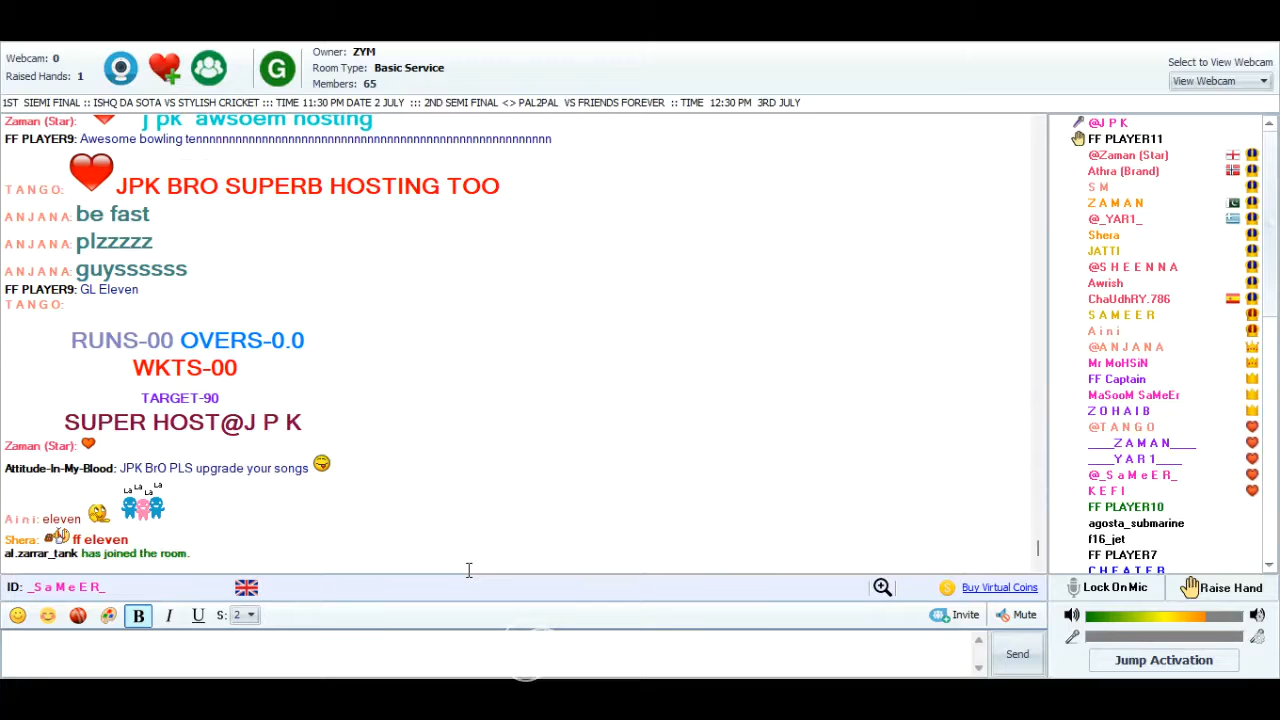 Webcam: 0
Raised Hands: 1
G
Owner: ZYM
Room Type: Basic Service
Members: 65
Select to View Webcam
View Webcam
1ST SIEMI FINAL :: ISHQ DA SOTA VS STYLISH CRICKET ::: TIME 11:30 PM DATE 2 JULY ::: 2ND SEMI FINAL <> PAL2PAL VS FRIENDS FOREVER :: TIME 12:30 PM 3RD JULY
Zaman (Star): j pk awsoem hosting
FF PLAYER9: Awesome bowling tennnnnnnnnnnnnnnnnnnnnnnnnnnnnnnnnnnnnnnnnnnnnnnnnnnnnnnn
T A N G O: JPK BRO SUPERB HOSTING TOO
A N J A N A: be fast
A N J A N A: plzzzzz
A N J A N A: guyssssss
FF PLAYER9: GL Eleven
T A N G O:
RUNS-00 OVERS-0.0
WKTS-00
TARGET-90
SUPER HOST@J P K
Zaman (Star):
Attitude-In-My-Blood: JPK BrO PLS upgrade your songs
La La La La
A i n i: eleven
Shera: ff eleven
al.zarrar_tank has joined the room.
@J P K
FF PLAYER11
@Zaman (Star)
Athra (Brand)
S M
Z A M A N
@_YAR1_
Shera
JATTI
@S H E E N N A
Awrish
ChaUdhRY.786
S A M E E R
A i n i
@A N J A N A
Mr MoHSiN
FF Captain
MaSooM SaMeEr
Z O H A I B
@T A N G O
____Z A M A N____
____Y A R 1____
@_S a M e E R_
K E F I
FF PLAYER10
agosta_submarine
f16_jet
FF PLAYER7
C H E A T E R
ID: _S a M e E R_
Buy Virtual Coins
Lock On Mic
Raise Hand
B I U S: 2
Invite
Mute
Send
Jump Activation